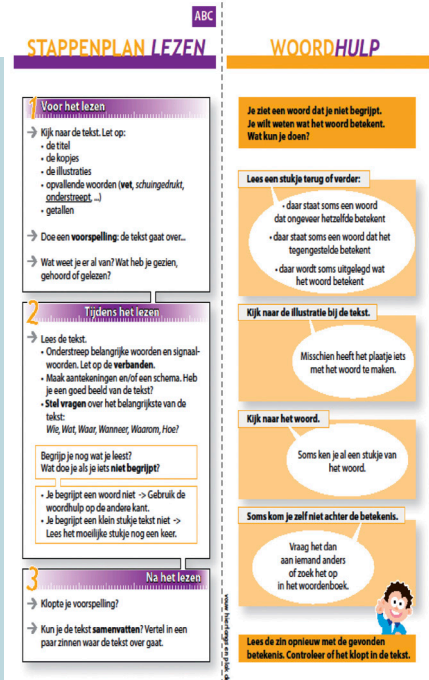 ABC
STAPPENPLAN LEZEN
1 Voor het lezen
→ Kijk naar de tekst. Let op:
• de titel
• de kopjes
• de illustraties
• opvallende woorden (vet, schuingedrukt,
onderstreept, ...)
• getallen
→ Doe een voorspelling: de tekst gaat over...
→ Wat weet je er al van? Wat heb je gezien,
gehoord of gelezen?
2 Tijdens het lezen
→ Lees de tekst.
• Onderstreep belangrijke woorden en signaal-
woorden. Let op de verbanden.
• Maak aantekeningen en/of een schema. Heb
je een goed beeld van de tekst?
• Stel vragen over het belangrijkste van de
tekst:
Wie, Wat, Waar, Wanneer, Waarom, Hoe?
Begrijp je nog wat je leest?
Wat doe je als je iets niet begrijpt?
• Je begrijpt een woord niet -> Gebruik de
woordhulp op de andere kant.
• Je begrijpt een klein stukje tekst niet ->
Lees het moeilijke stukje nog een keer.
3 Na het lezen
→ Klopte je voorspelling?
→ Kun je de tekst samenvatten? Vertel in een
paar zinnen waar de tekst over gaat.
WOORDHULP
Je ziet een woord dat je niet begrijpt.
Je wilt weten wat het woord betekent.
Wat kun je doen?
Lees een stukje terug of verder:
• daar staat soms een woord
dat ongeveer hetzelfde betekent
• daar staat soms een woord dat het
tegengestelde betekent
• daar wordt soms uitgelegd wat
het woord betekent
Kijk naar de illustratie bij de tekst.
Misschien heeft het plaatje iets
met het woord te maken.
Kijk naar het woord.
Soms ken je al een stukje van
het woord.
Soms kom je zelf niet achter de betekenis.
Vraag het dan
aan iemand anders
of zoek het op
in het woordenboek.
Lees de zin opnieuw met de gevonden
betekenis. Controleer of het klopt in de tekst.